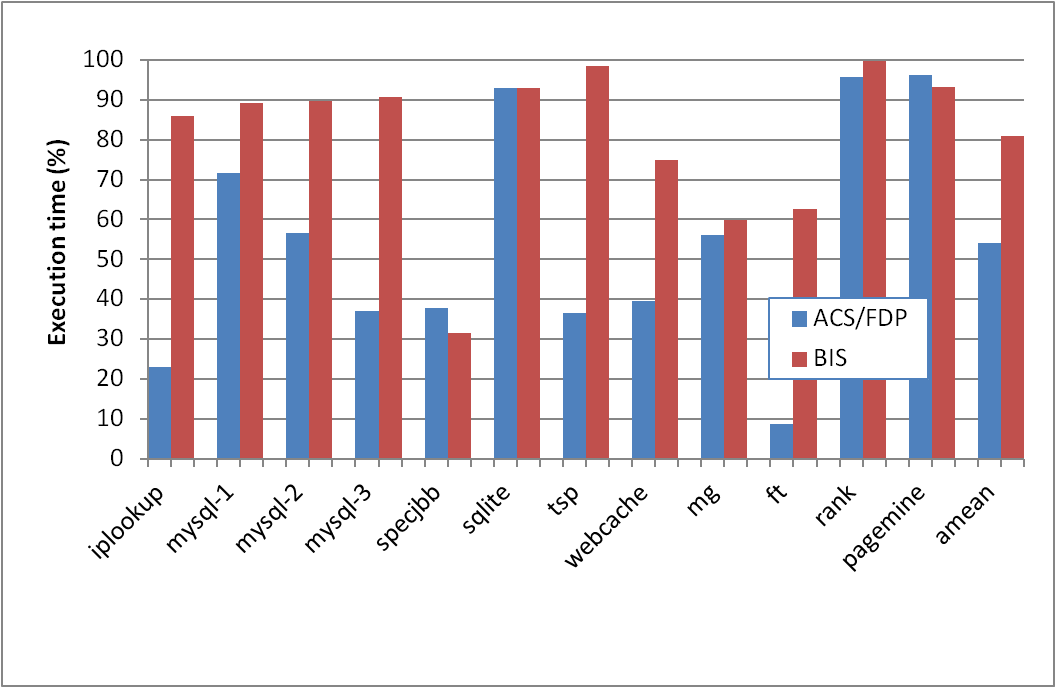 Execution time (%)
100
90
80
70
60
50
40
30
20
10
0
ACS/FDP
BIS
iplookup
mysql-1
mysql-2
mysql-3
specjbb
sqlite
tsp
webcache
mg
ft
rank
pagemine
amean